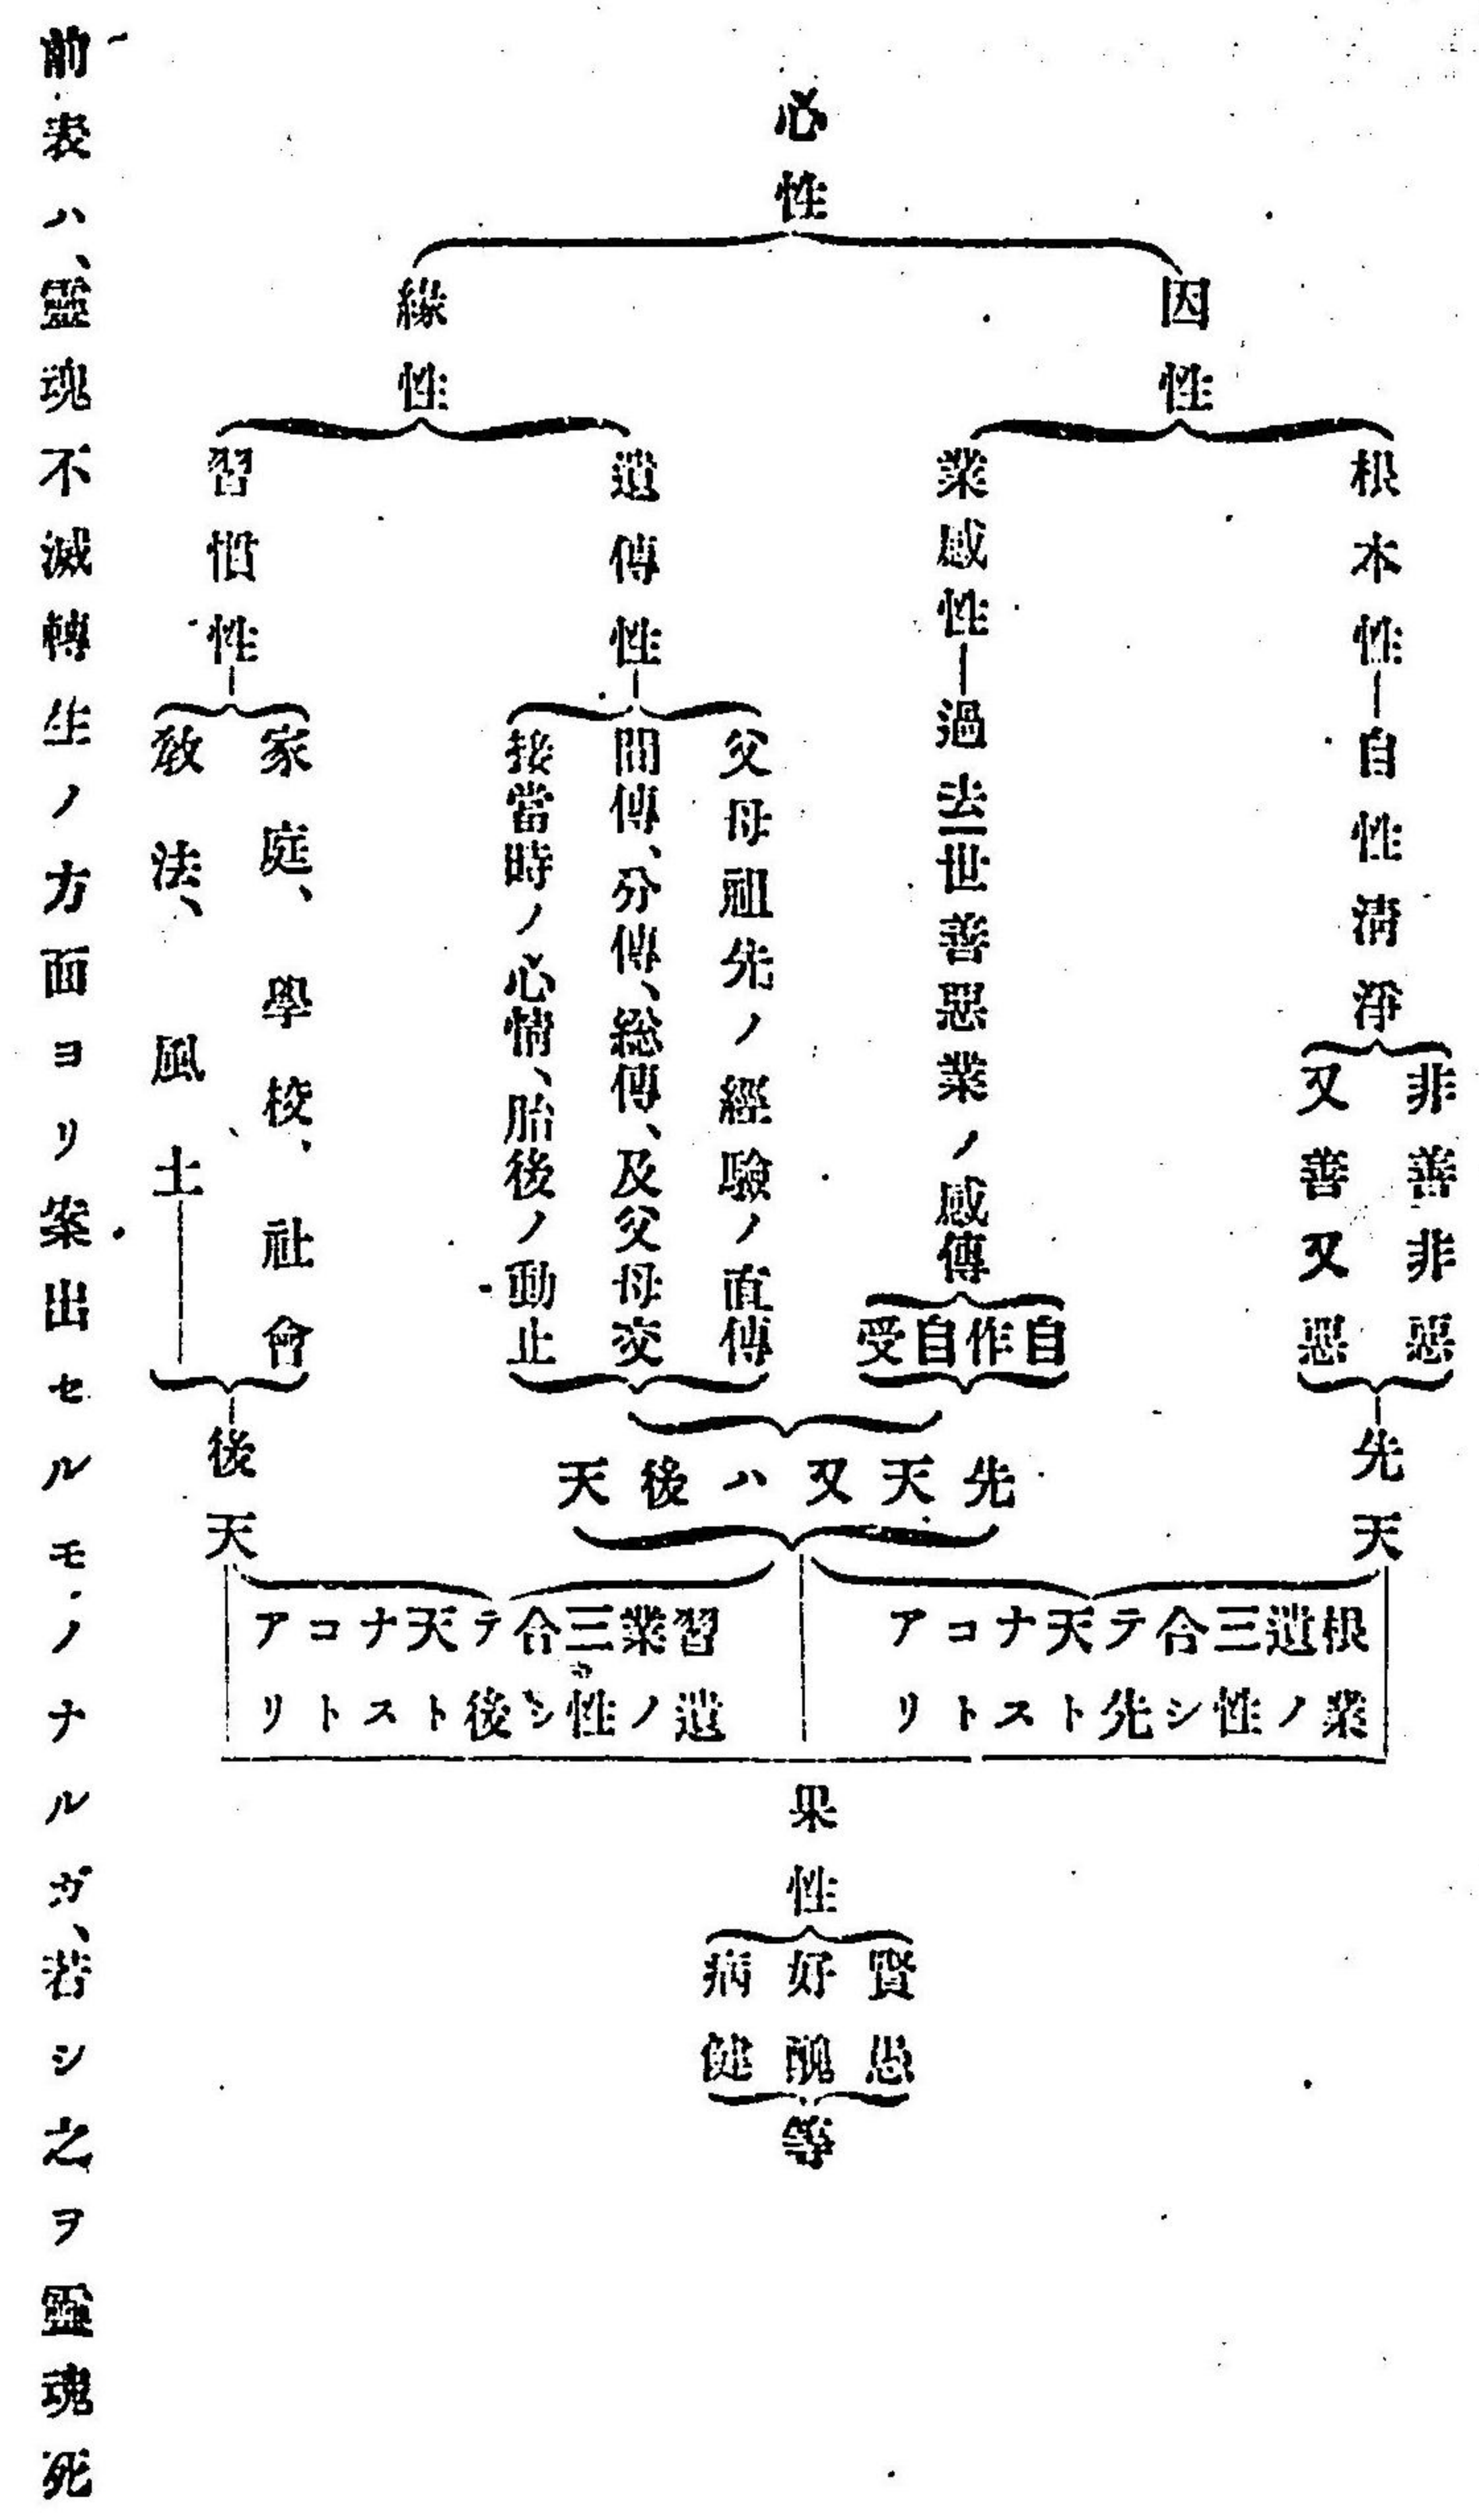 心性
因性
根本性
自性清淨
非善非惡
又善又惡
先天
業感性
過去世善惡業ノ感傳
自作自受
緣性
遺傳性
父母祖先ノ經驗ノ直傳
間傳、分傳、総傳、及父母交
接當時ノ心情、胎後ノ動止
先天又ハ後天
習慣性
家庭、學校、社會
敎法、風土
後天
根業
遺ノ
三性
合シ
テ先
天ト
ナス
コト
アリ
習遺
業ノ
三性
合シ
テ後
天ト
ナス
コト
アリ
果性
賢愚
好醜
病健
等
前表ハ、靈魂不滅轉生ノ方面ヨリ案出セルモノナルガ、若シ之ヲ靈魂死